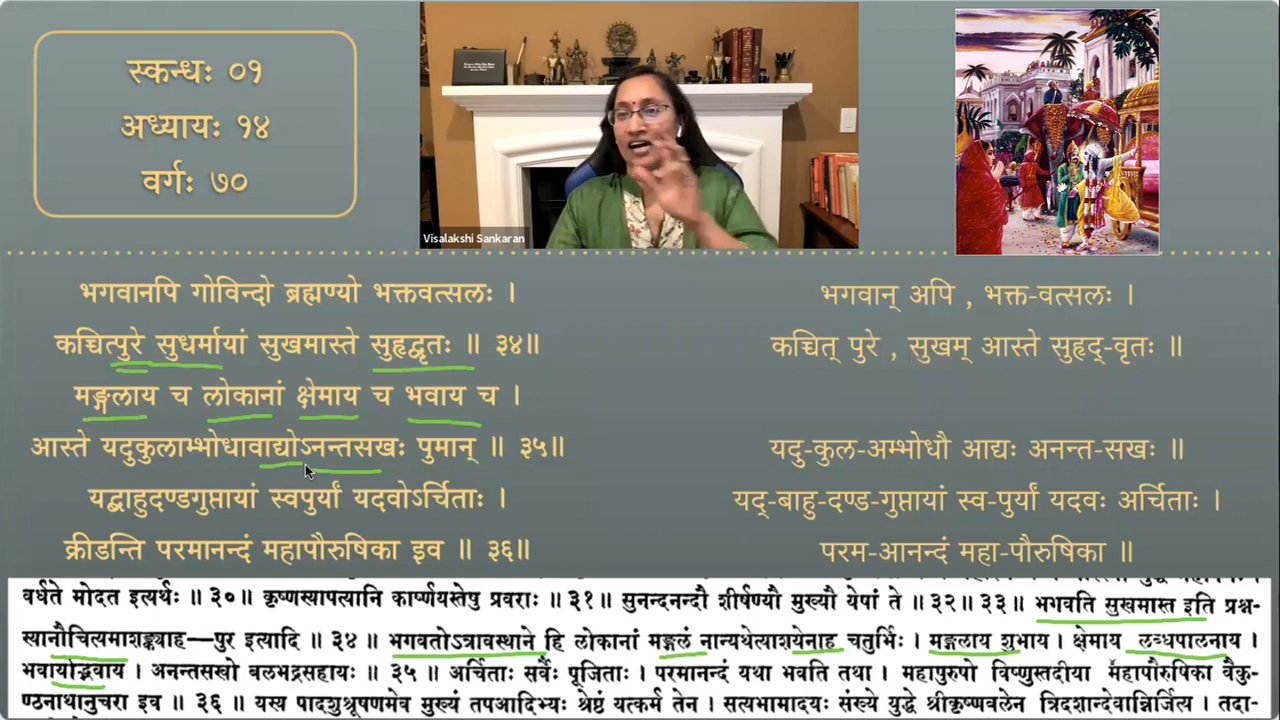 स्कन्धः ०१
अध्यायः १४
वर्गः ७०
Visalakshi Sankaran
भगवानपि गोविन्दो ब्रह्मण्यो भक्तवत्सलः ।
कच्चित्पुरे सुधर्मायां सुखमास्ते सुहृद्वृतः ॥ ३४॥
मङ्गलाय च लोकानां क्षेमाय च भवाय च ।
आस्ते यदुकुलाम्भोधावाद्योऽनन्तसखः पुमान् ॥ ३५॥
यद्बाहुदण्डगुप्तायां स्वपुर्यां यदवोऽर्चिताः ।
क्रीडन्ति परमानन्दं महापौरुषिका इव ॥ ३६॥
भगवान् अपि , भक्त-वत्सलः ।
कच्चित् पुरे , सुखम् आस्ते सुहृद्-वृतः ॥
यदु-कुल-अम्भोधौ आद्यः अनन्त-सखः ॥
यद्-बाहु-दण्ड-गुप्तायां स्व-पुर्यां यदवः अर्चिताः ।
परम-आनन्दं महा-पौरुषिका ॥
वर्धते मोदत इत्यर्थः ॥ ३० ॥ कृष्णस्यापत्यानि कार्ष्णयस्तेषु प्रवराः ॥ ३१ ॥ सुनन्दनन्दौ शीर्षण्यौ मुख्यौ येषां ते ॥ ३२॥ ३३ ॥ भगवति सुखमास्त इति प्रश्न-
स्यानौचित्यमाशङ्क्याह—पुर इत्यादि ॥ ३४ ॥ भगवतोऽत्रावस्थाने हि लोकानां मङ्गलं नान्यथेत्याशयेनाह चतुर्भिः । मङ्गलाय शुभाय । क्षेमाय लब्धपालनाय ।
भवायोद्भवाय । अनन्तसखो बलभद्रसहायः ॥ ३५ ॥ अर्चिताः सर्वैः पूजिताः । परमानन्दं यथा भवति तथा । महापुरुषो विष्णुस्तदीया महापौरुषिका वैकु-
ण्ठनाथानुचरा इव ॥ ३६ ॥ यस्य पादशुश्रूषणमेव मुख्यं तपआदिभ्यः श्रेष्ठं यत्कर्म तेन । सत्यभामादयः संख्ये युद्धे श्रीकृष्णबलेन त्रिदशान्देवान्निर्जित्य । तदा-